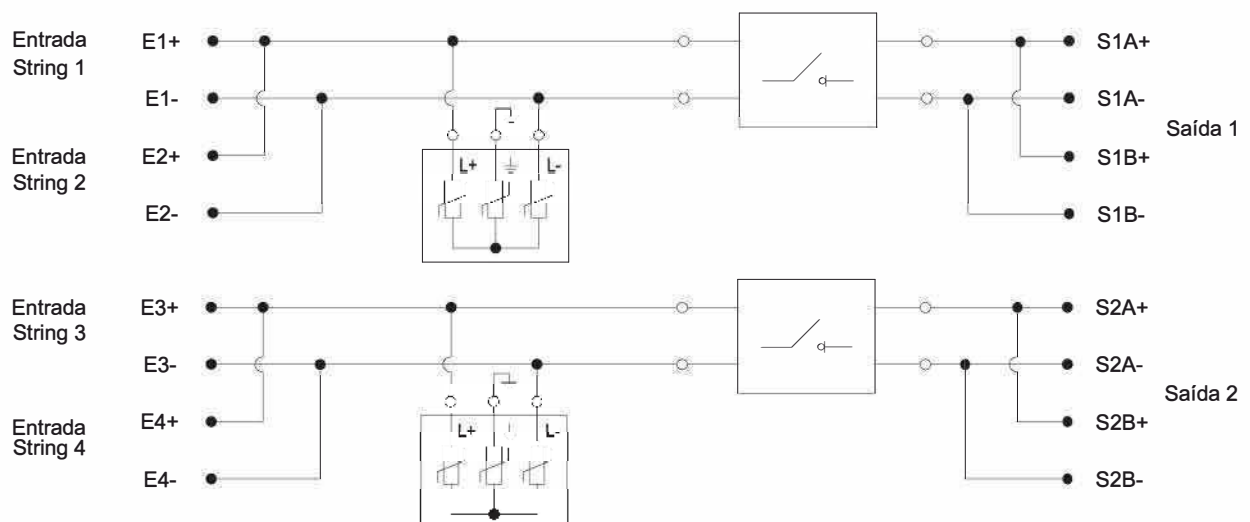 Entrada
String 1
E1+
E1-
Entrada
String 2
E2+
E2-
S1A+
S1A-
S1B+
S1B-
Saída 1
L+
L-
Entrada
String 3
E3+
E3-
Entrada
String 4
E4+
E4-
S2A+
S2A-
S2B+
S2B-
Saída 2
L+
L-